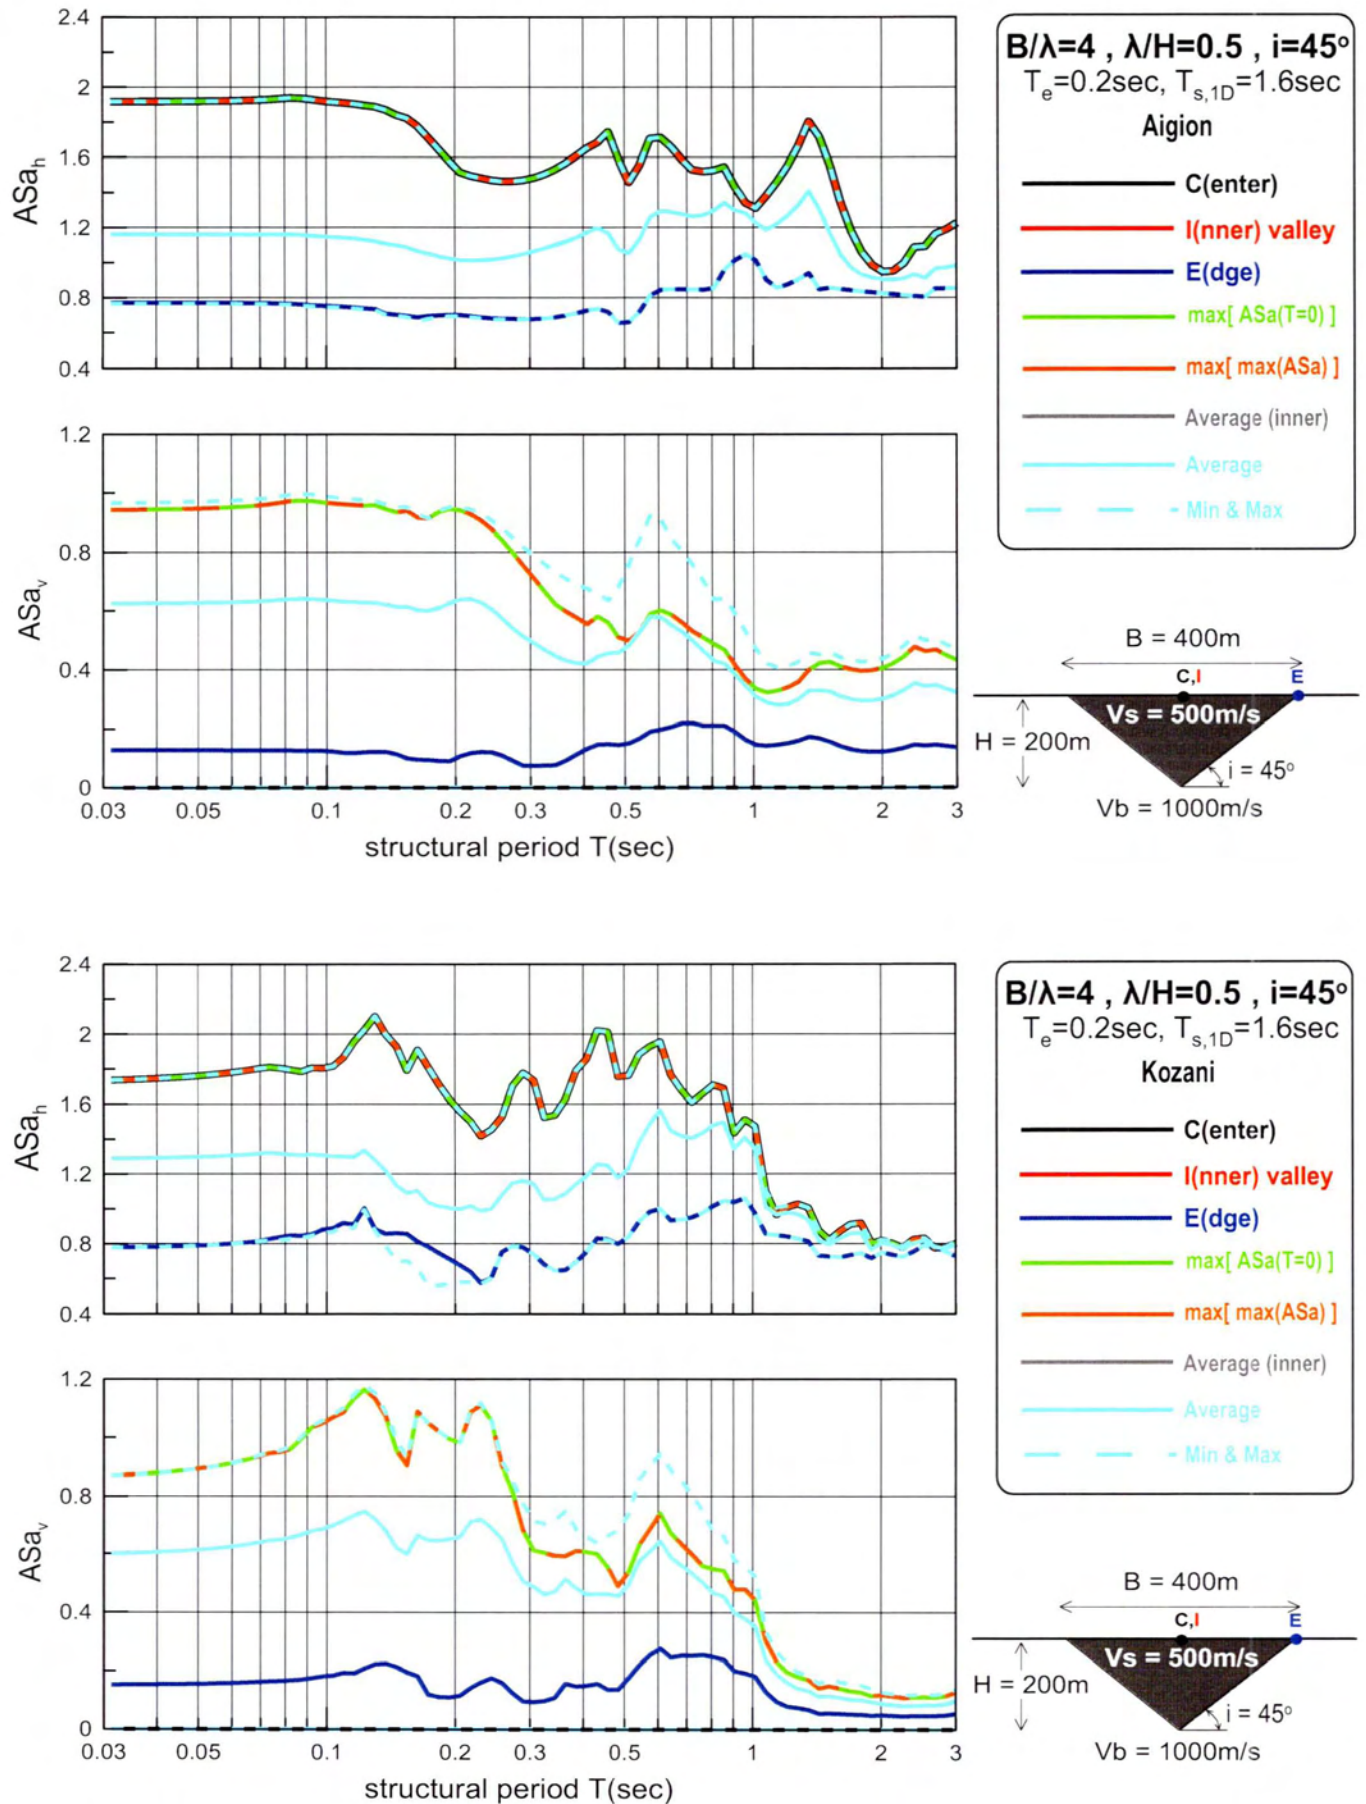 2.4
2
1.6
1.2
0.8
0.4
ASa_h
B/λ=4 , λ/H=0.5 , i=45°
T_e=0.2sec, T_s,1D=1.6sec
Aigion
C(enter)
I(nner) valley
E(dge)
max[ ASa(T=0) ]
max[ max(ASa) ]
Average (inner)
Average
Min & Max
1.2
0.8
0.4
0
ASa_v
0.03 0.05 0.1 0.2 0.3 0.5 1 2 3
structural period T(sec)
B = 400m
C,I E
Vs = 500m/s
H = 200m
i = 45°
Vb = 1000m/s
2.4
2
1.6
1.2
0.8
0.4
ASa_h
B/λ=4 , λ/H=0.5 , i=45°
T_e=0.2sec, T_s,1D=1.6sec
Kozani
C(enter)
I(nner) valley
E(dge)
max[ ASa(T=0) ]
max[ max(ASa) ]
Average (inner)
Average
Min & Max
1.2
0.8
0.4
0
ASa_v
0.03 0.05 0.1 0.2 0.3 0.5 1 2 3
structural period T(sec)
B = 400m
C,I E
Vs = 500m/s
H = 200m
i = 45°
Vb = 1000m/s